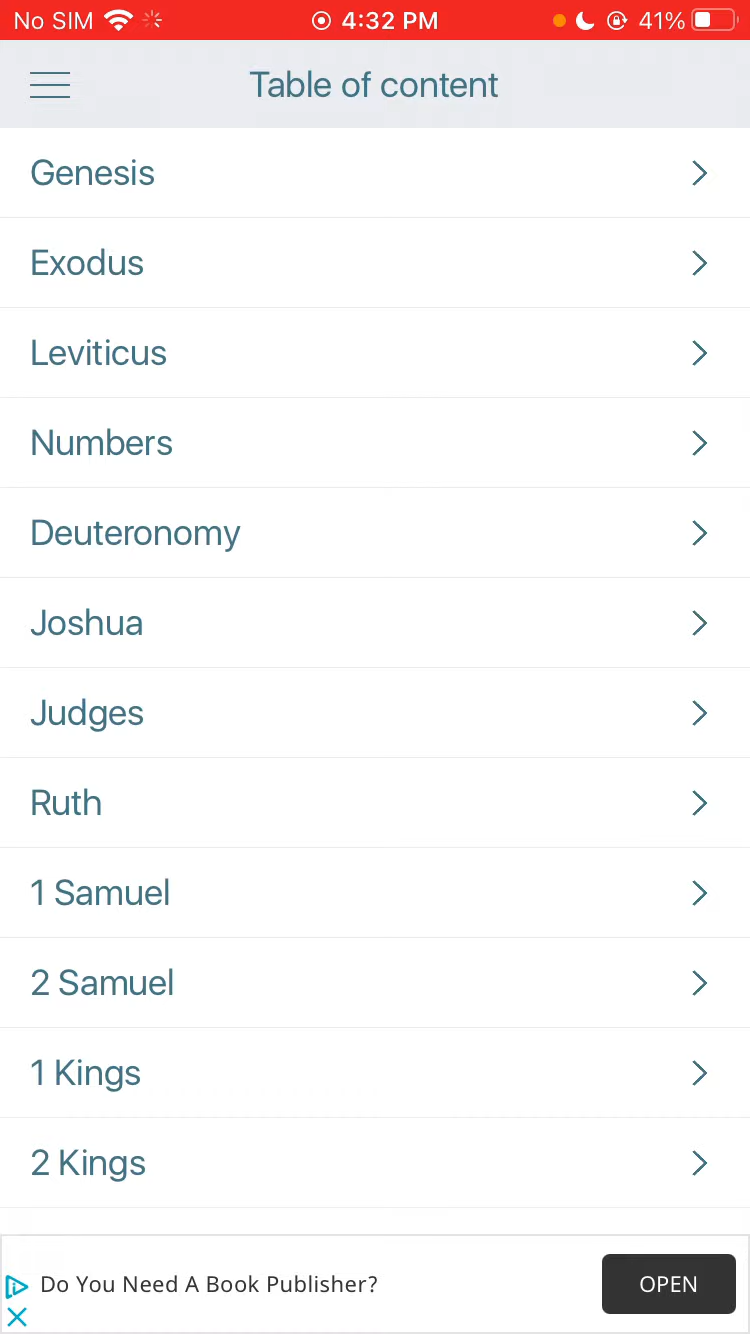 No SIM 4:32 PM 41%
Table of content
Genesis
Exodus
Leviticus
Numbers
Deuteronomy
Joshua
Judges
Ruth
1 Samuel
2 Samuel
1 Kings
2 Kings
Do You Need A Book Publisher? OPEN